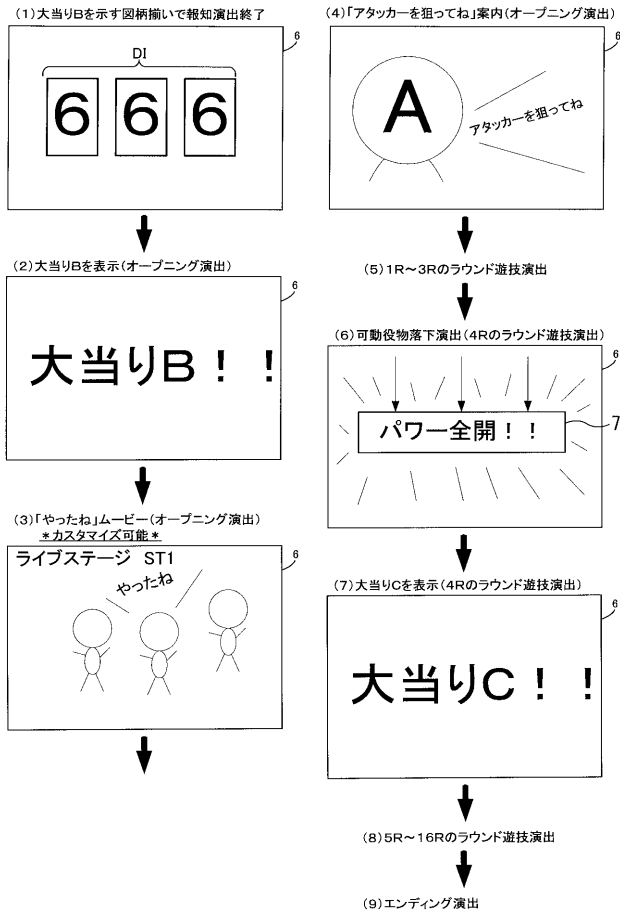 (1)大当りBを示す図柄揃いで報知演出終了
6
DI
6 6 6
(2)大当りBを表示(オープニング演出)
6
大当りB！！
(3)「やったね」ムービー(オープニング演出)
＊カスタマイズ可能＊
6
ライブステージ ST1
やったね
(4)「アタッカーを狙ってね」案内(オープニング演出)
6
A
アタッカーを狙ってね
(5)1R～3Rのラウンド遊技演出
(6)可動役物落下演出(4Rのラウンド遊技演出)
6
パワー全開！！
7
(7)大当りCを表示(4Rのラウンド遊技演出)
6
大当りC！！
(8)5R～16Rのラウンド遊技演出
(9)エンディング演出